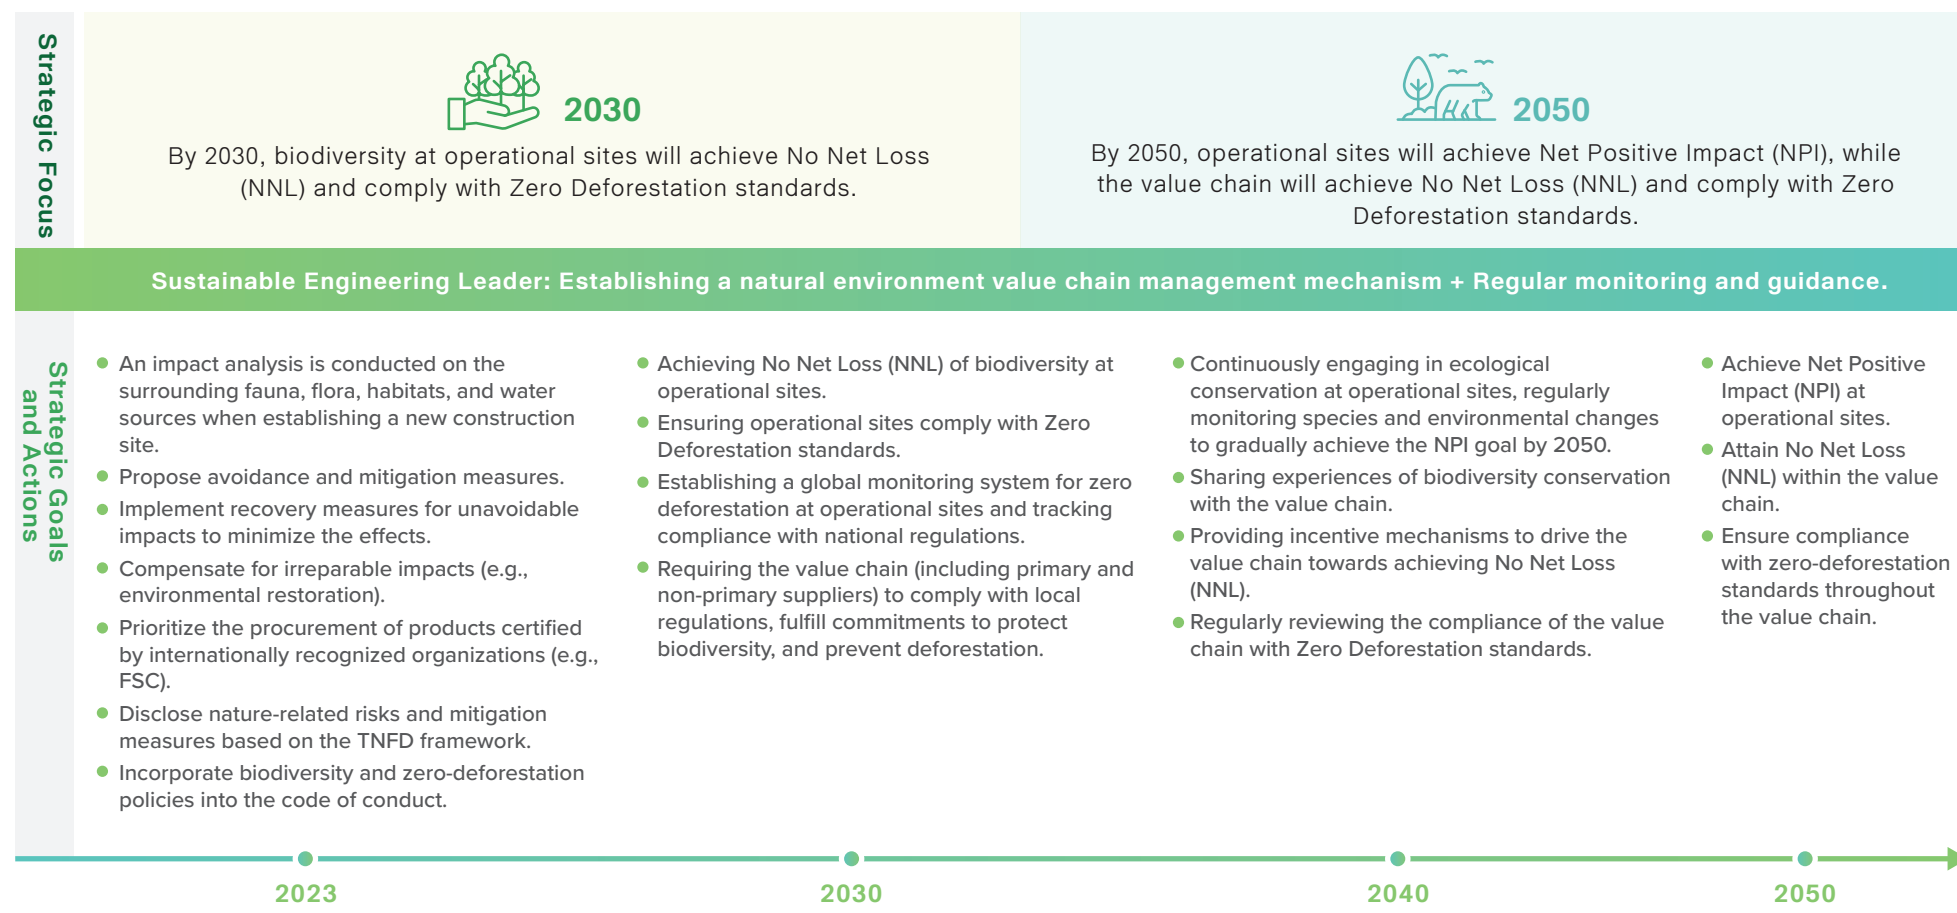 Strategic Focus
2030
By 2030, biodiversity at operational sites will achieve No Net Loss
(NNL) and comply with Zero Deforestation standards.
2050
By 2050, operational sites will achieve Net Positive Impact (NPI), while
the value chain will achieve No Net Loss (NNL) and comply with Zero
Deforestation standards.
Sustainable Engineering Leader: Establishing a natural environment value chain management mechanism + Regular monitoring and guidance.
Strategic Goals
and Actions
An impact analysis is conducted on the
surrounding fauna, flora, habitats, and water
sources when establishing a new construction
site.
Propose avoidance and mitigation measures.
Implement recovery measures for unavoidable
impacts to minimize the effects.
Compensate for irreparable impacts (e.g.,
environmental restoration).
Prioritize the procurement of products certified
by internationally recognized organizations (e.g.,
FSC).
Disclose nature-related risks and mitigation
measures based on the TNFD framework.
Incorporate biodiversity and zero-deforestation
policies into the code of conduct.
Achieving No Net Loss (NNL) of biodiversity at
operational sites.
Ensuring operational sites comply with Zero
Deforestation standards.
Establishing a global monitoring system for zero
deforestation at operational sites and tracking
compliance with national regulations.
Requiring the value chain (including primary and
non-primary suppliers) to comply with local
regulations, fulfill commitments to protect
biodiversity, and prevent deforestation.
Continuously engaging in ecological
conservation at operational sites, regularly
monitoring species and environmental changes
to gradually achieve the NPI goal by 2050.
Sharing experiences of biodiversity conservation
with the value chain.
Providing incentive mechanisms to drive the
value chain towards achieving No Net Loss
(NNL).
Regularly reviewing the compliance of the value
chain with Zero Deforestation standards.
Achieve Net Positive
Impact (NPI) at
operational sites.
Attain No Net Loss
(NNL) within the value
chain.
Ensure compliance
with zero-deforestation
standards throughout
the value chain.
2023
2030
2040
2050